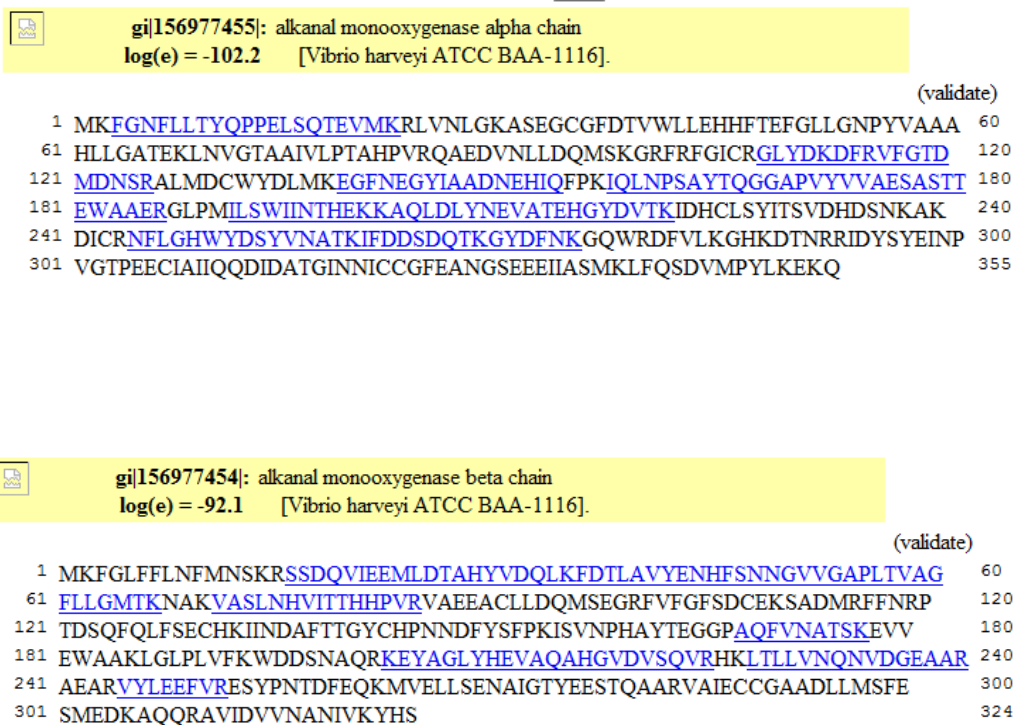 gi|156977455|: alkanal monooxygenase alpha chain
log(e) = -102.2 [Vibrio harveyi ATCC BAA-1116].
(validate)
1 MKFGNFLLTYQPPELSQTEVMKRLVNLGKASEGCGFDTVWLLEHHFTEFGLLGNPYVAAA 60
61 HLLGATEKLNVGTAAIVLPTAHPVRQAEDVNLLDQMSKGRFRFGICRGLYDKDFRVFGTD 120
121 MDNSRALMDCWYDLMKEGFNEGYIAADNEHIQFPKIQLNPSAYTQGGAPVYVVAESASTT 180
181 EWAAERGLPMILSWIINTHEKKAQLDLYNEVATEHGYDVTKIDHCLSYITSVDHDSNKAK 240
241 DICRNFLGHWYDSYVNATKIFDDSDQTKGYDFNKGQWRDFVLKGHKDTNRRIDYSYEINP 300
301 VGTPEECIAIIQQDIDATGINNICCGFEANGSEEEIIASMKLFQSDVMPYLKEKQ 355
gi|156977454|: alkanal monooxygenase beta chain
log(e) = -92.1 [Vibrio harveyi ATCC BAA-1116].
(validate)
1 MKFGLFFLNFMNSKRSSDQVIEEMLDTAHYVDQLKFDTLAVYENHFSNNGVVGAPLTVAG 60
61 FLLGMTKNAKVASLNHVITTHHPVRVAEEACLLDQMSEGRFVFGFSDCEKSADMRFFNRP 120
121 TDSQFQLFSECHKIINDAFTTGYCHPNNDFYSFPKISVNPHAYTEGGPAQFVNATSKEVV 180
181 EWAAKLGLPLVFKWDDSNAQRKEYAGLYHEVAQAHGVDVSQVRHKLTLLVNQNVDGEAAR 240
241 AEARVYLEEFVRESYPNTDFEQKMVELLSENAIGTYEESTQAARVAIECCGAADLLMSFE 300
301 SMEDKAQQRAVIDVVNANIVKYHS 324